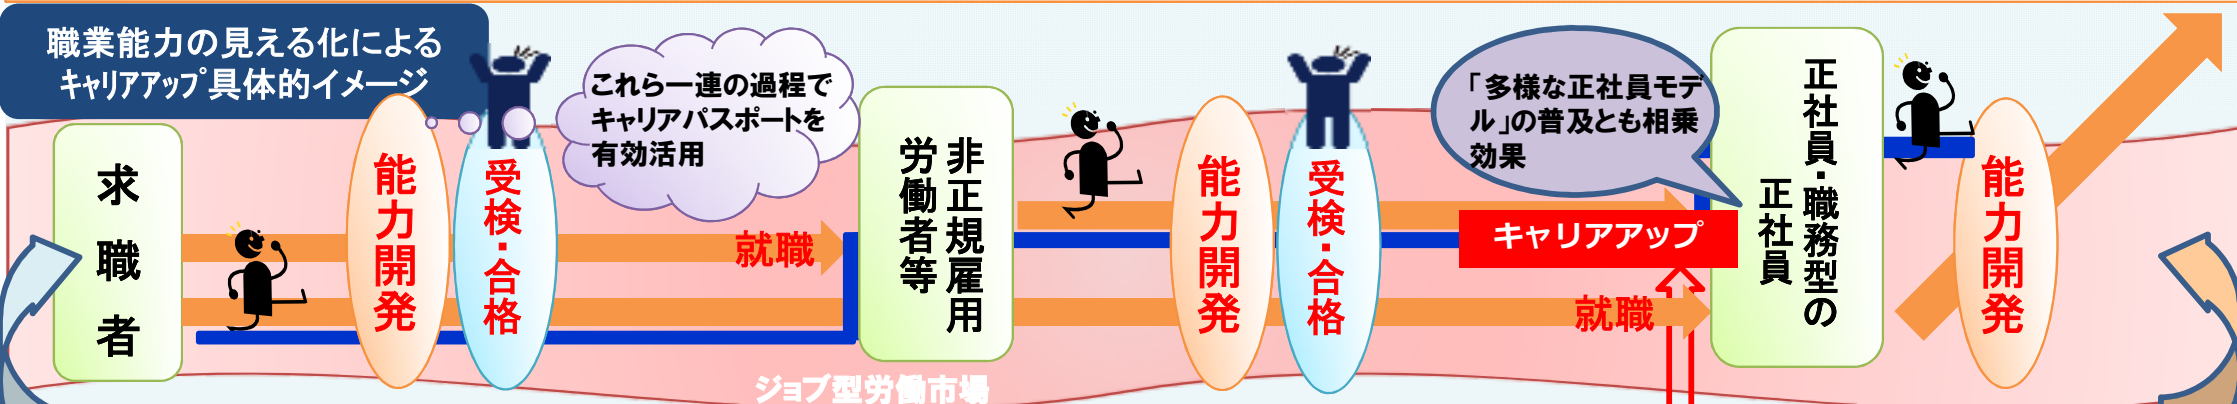 職業能力の見える化による
ｷｬﾘｱｱｯﾌﾟ具体的イメージ
求職者
能力開発
受検・合格
これら一連の過程で
キャリアパスポートを
有効活用
就職
非正規雇用
労働者等
能力開発
受検・合格
「多様な正社員モデ
ル」の普及とも相乗
効果
キャリアアップ
就職
正社員・職務型の
正社員
能力開発
ジョブ型労働市場